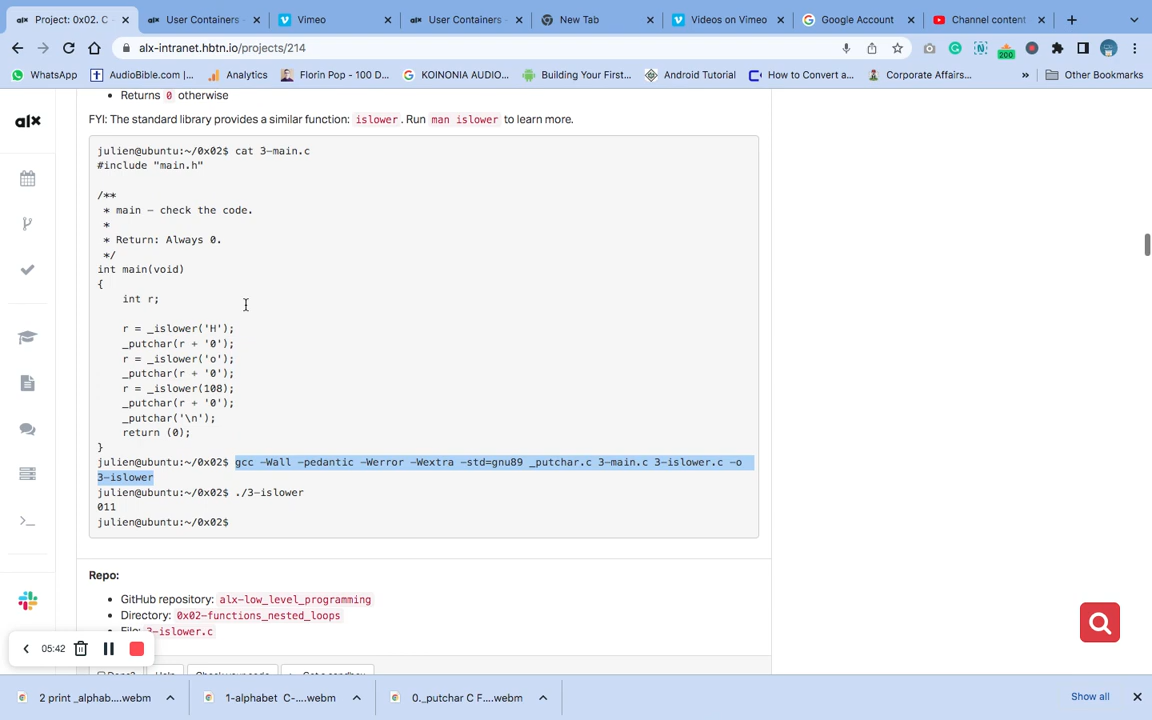 Project: 0x02. C
User Containers
Vimeo
User Containers
New Tab
Videos on Vimeo
Google Account
Channel content
alx-intranet.hbtn.io/projects/214
200
WhatsApp
AudioBible.com |...
Analytics
Florin Pop - 100 D...
KOINONIA AUDIO...
Building Your First...
Android Tutorial
How to Convert a...
Corporate Affairs...
»
Other Bookmarks
alx
• Returns 0 otherwise
FYI: The standard library provides a similar function: islower. Run man islower to learn more.
julien@ubuntu:~/0x02$ cat 3-main.c
#include "main.h"
/**
* main - check the code.
*
* Return: Always 0.
*/
int main(void)
{
int r;
r = _islower('H');
_putchar(r + '0');
r = _islower('o');
_putchar(r + '0');
r = _islower(108);
_putchar(r + '0');
_putchar('\n');
return (0);
}
julien@ubuntu:~/0x02$ gcc -Wall -pedantic -Werror -Wextra -std=gnu89 _putchar.c 3-main.c 3-islower.c -o
3-islower
julien@ubuntu:~/0x02$ ./3-islower
011
julien@ubuntu:~/0x02$
Repo:
• GitHub repository: alx-low_level_programming
• Directory: 0x02-functions_nested_loops
3-islower.c
05:42
2 print _alphab....webm
1-alphabet C-....webm
0._putchar C F....webm
Show all